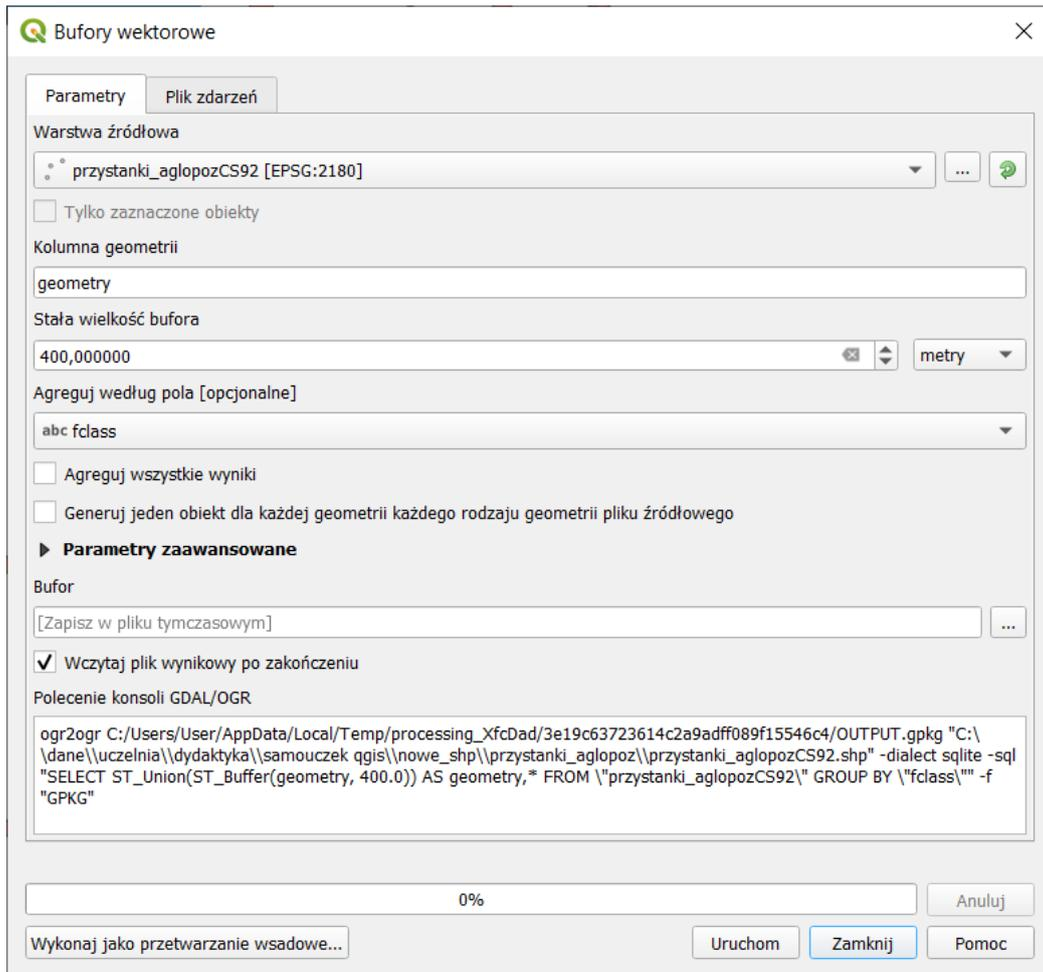 Bufory wektorowe
Parametry
Plik zdarzeń
Warstwa źródłowa
przystanki_aglopozCS92 [EPSG:2180]
...
Tylko zaznaczone obiekty
Kolumna geometrii
geometry
Stała wielkość bufora
400,000000
metry
Agreguj według pola [opcjonalne]
abc fclass
Agreguj wszystkie wyniki
Generuj jeden obiekt dla każdej geometrii każdego rodzaju geometrii pliku źródłowego
Parametry zaawansowane
Bufor
[Zapisz w pliku tymczasowym]
...
Wczytaj plik wynikowy po zakończeniu
Polecenie konsoli GDAL/OGR
ogr2ogr C:/Users/User/AppData/Local/Temp/processing_XfcDad/3e19c63723614c2a9adff089f15546c4/OUTPUT.gpkg "C:\
\dane\\uczelnia\\dydaktyka\\samouczek qgis\\nowe_shp\\przystanki_aglopoz\\przystanki_aglopozCS92.shp" -dialect sqlite -sql
"SELECT ST_Union(ST_Buffer(geometry, 400.0)) AS geometry,* FROM \"przystanki_aglopozCS92\" GROUP BY \"fclass\"" -f
"GPKG"
0%
Anuluj
Wykonaj jako przetwarzanie wsadowe...
Uruchom
Zamknij
Pomoc